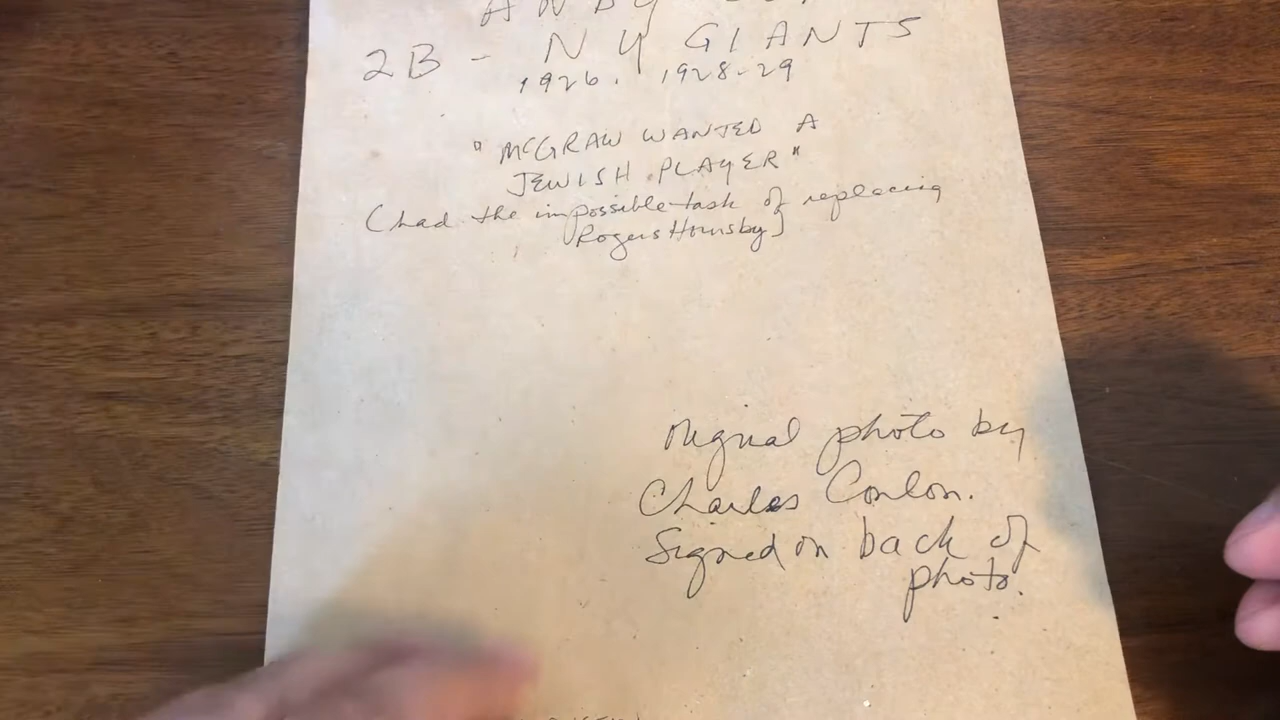 ANDY
2B - NY GIANTS
1926. 1928-29
"McGRAW WANTED A
JEWISH PLAYER"
(had the impossible task of replacing
Rogers Hornsby)
original photo by
Charles Conlon.
Signed on back of
photo.